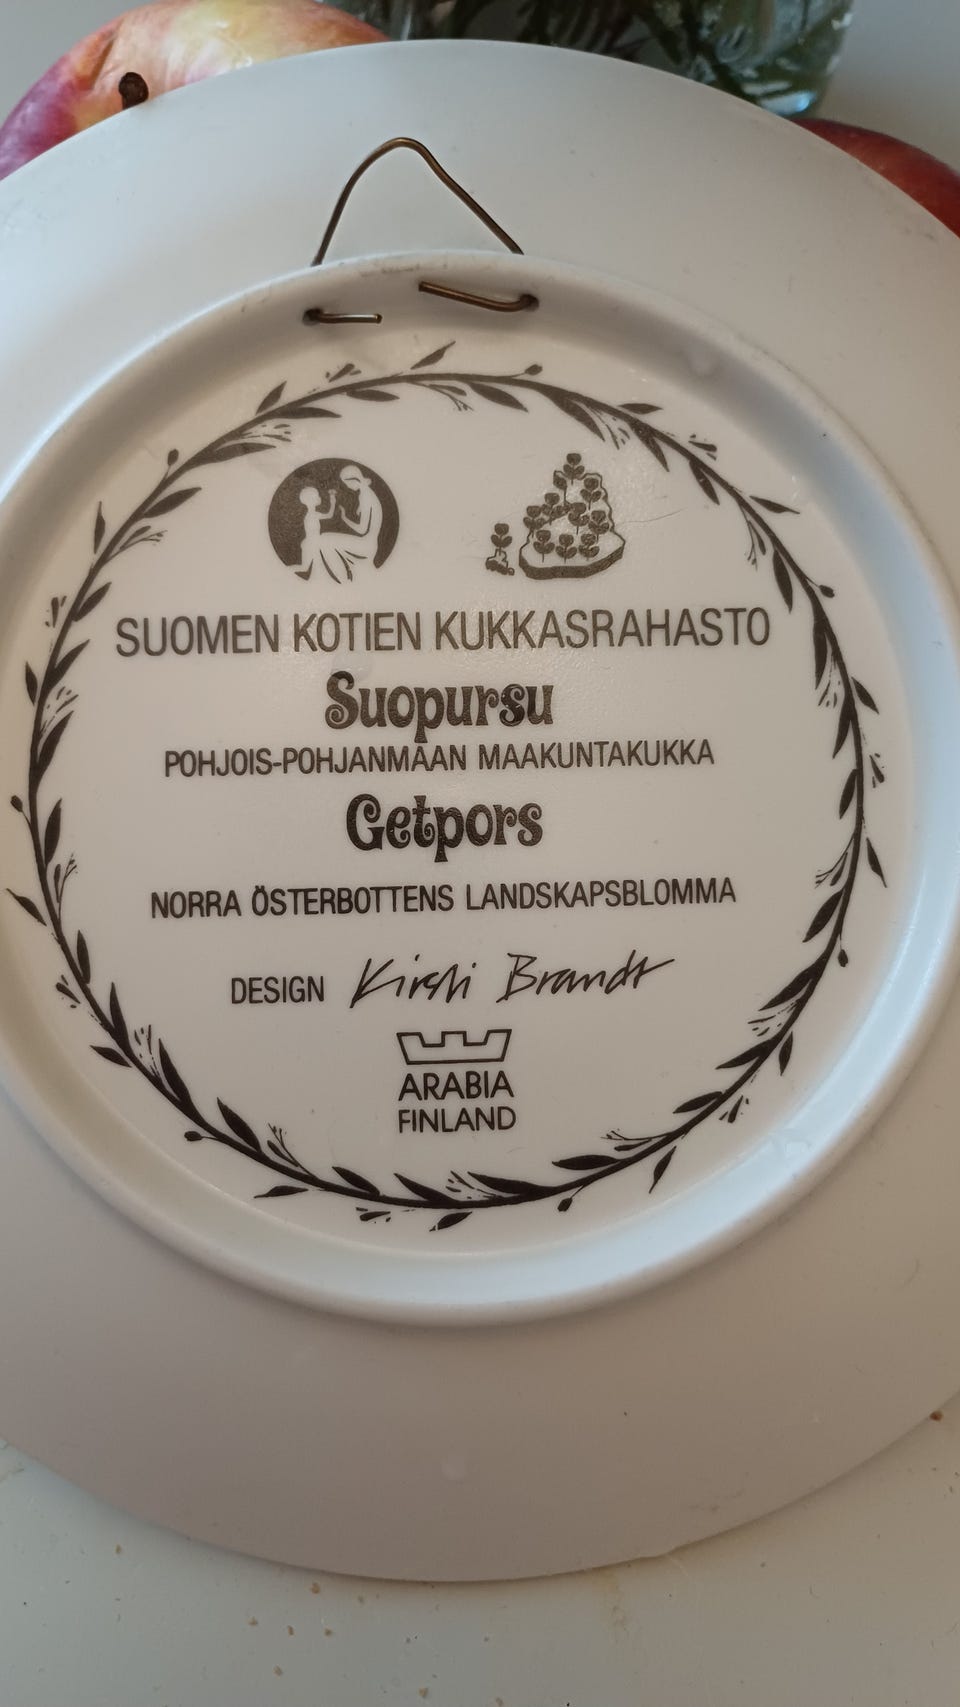 SUOMEN KOTIEN KUKKASRAHASTO
Suopursu
POHJOIS-POHJANMAAN MAAKUNTAKUKKA
Getpors
NORRA ÖSTERBOTTENS LANDSKAPSBLOMMA
DESIGN Kirsti Brandt
ARABIA
FINLAND